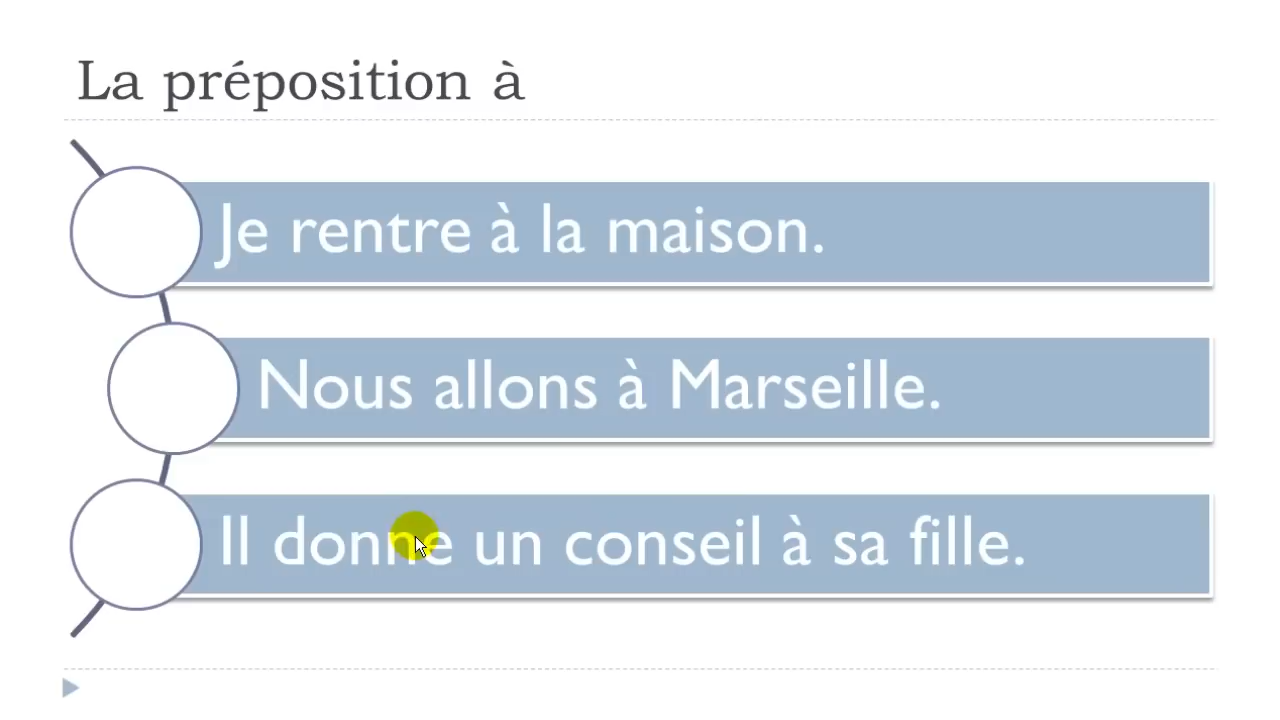 La préposition à
Je rentre à la maison.
Nous allons à Marseille.
Il donne un conseil à sa fille.